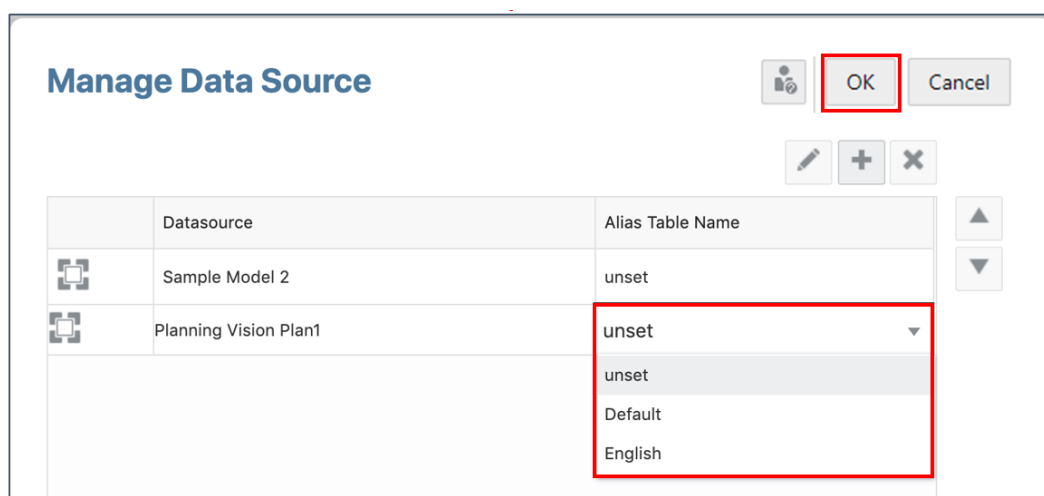 Manage Data Source
OK
Cancel
Datasource
Alias Table Name
Sample Model 2
unset
Planning Vision Plan1
unset
unset
Default
English